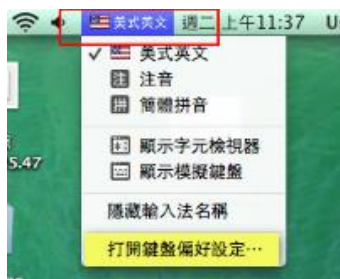 美式英文 週二 上午11:37 U
美式英文
注音
簡體拼音
顯示字元檢視器
顯示模擬鍵盤
5.47
隱藏輸入法名稱
打開鍵盤偏好設定…